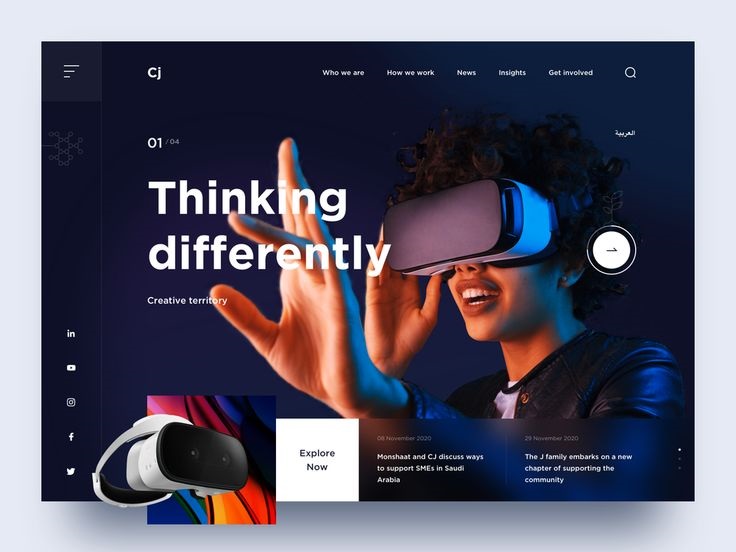 Cj
Who we are
How we work
News
Insights
Get involved
01 / 04
العربية
Thinking
differently
Creative territory
in
f
Explore
Now
08 November 2020
Monshaat and CJ discuss ways
to support SMEs in Saudi
Arabia
29 November 2020
The J family embarks on a new
chapter of supporting the
community